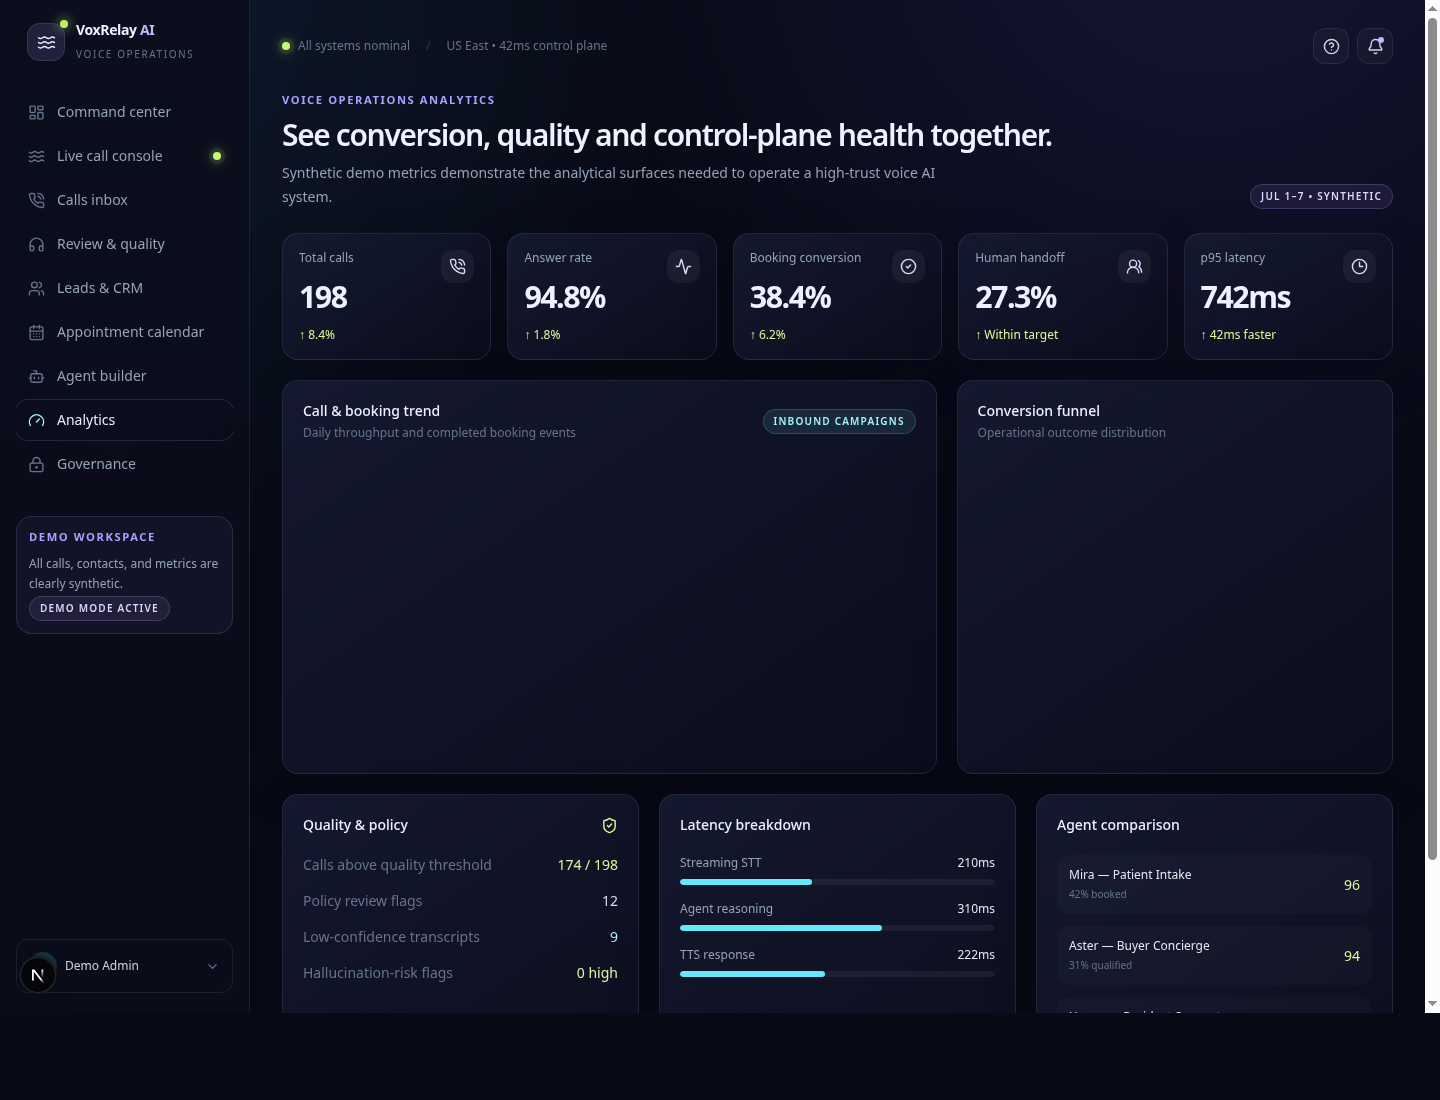 VoxRelay AI
VOICE OPERATIONS
Command center
Live call console
Calls inbox
Review & quality
Leads & CRM
Appointment calendar
Agent builder
Analytics
Governance
DEMO WORKSPACE
All calls, contacts, and metrics are
clearly synthetic.
DEMO MODE ACTIVE
N
Demo Admin
All systems nominal / US East • 42ms control plane
VOICE OPERATIONS ANALYTICS
See conversion, quality and control-plane health together.
Synthetic demo metrics demonstrate the analytical surfaces needed to operate a high-trust voice AI
system.
JUL 1–7 • SYNTHETIC
Total calls
198
↑ 8.4%
Answer rate
94.8%
↑ 1.8%
Booking conversion
38.4%
↑ 6.2%
Human handoff
27.3%
↑ Within target
p95 latency
742ms
↑ 42ms faster
Call & booking trend
Daily throughput and completed booking events
INBOUND CAMPAIGNS
Conversion funnel
Operational outcome distribution
Quality & policy
Calls above quality threshold 174 / 198
Policy review flags 12
Low-confidence transcripts 9
Hallucination-risk flags 0 high
Latency breakdown
Streaming STT 210ms
Agent reasoning 310ms
TTS response 222ms
Agent comparison
Mira — Patient Intake
42% booked
96
Aster — Buyer Concierge
31% qualified
94